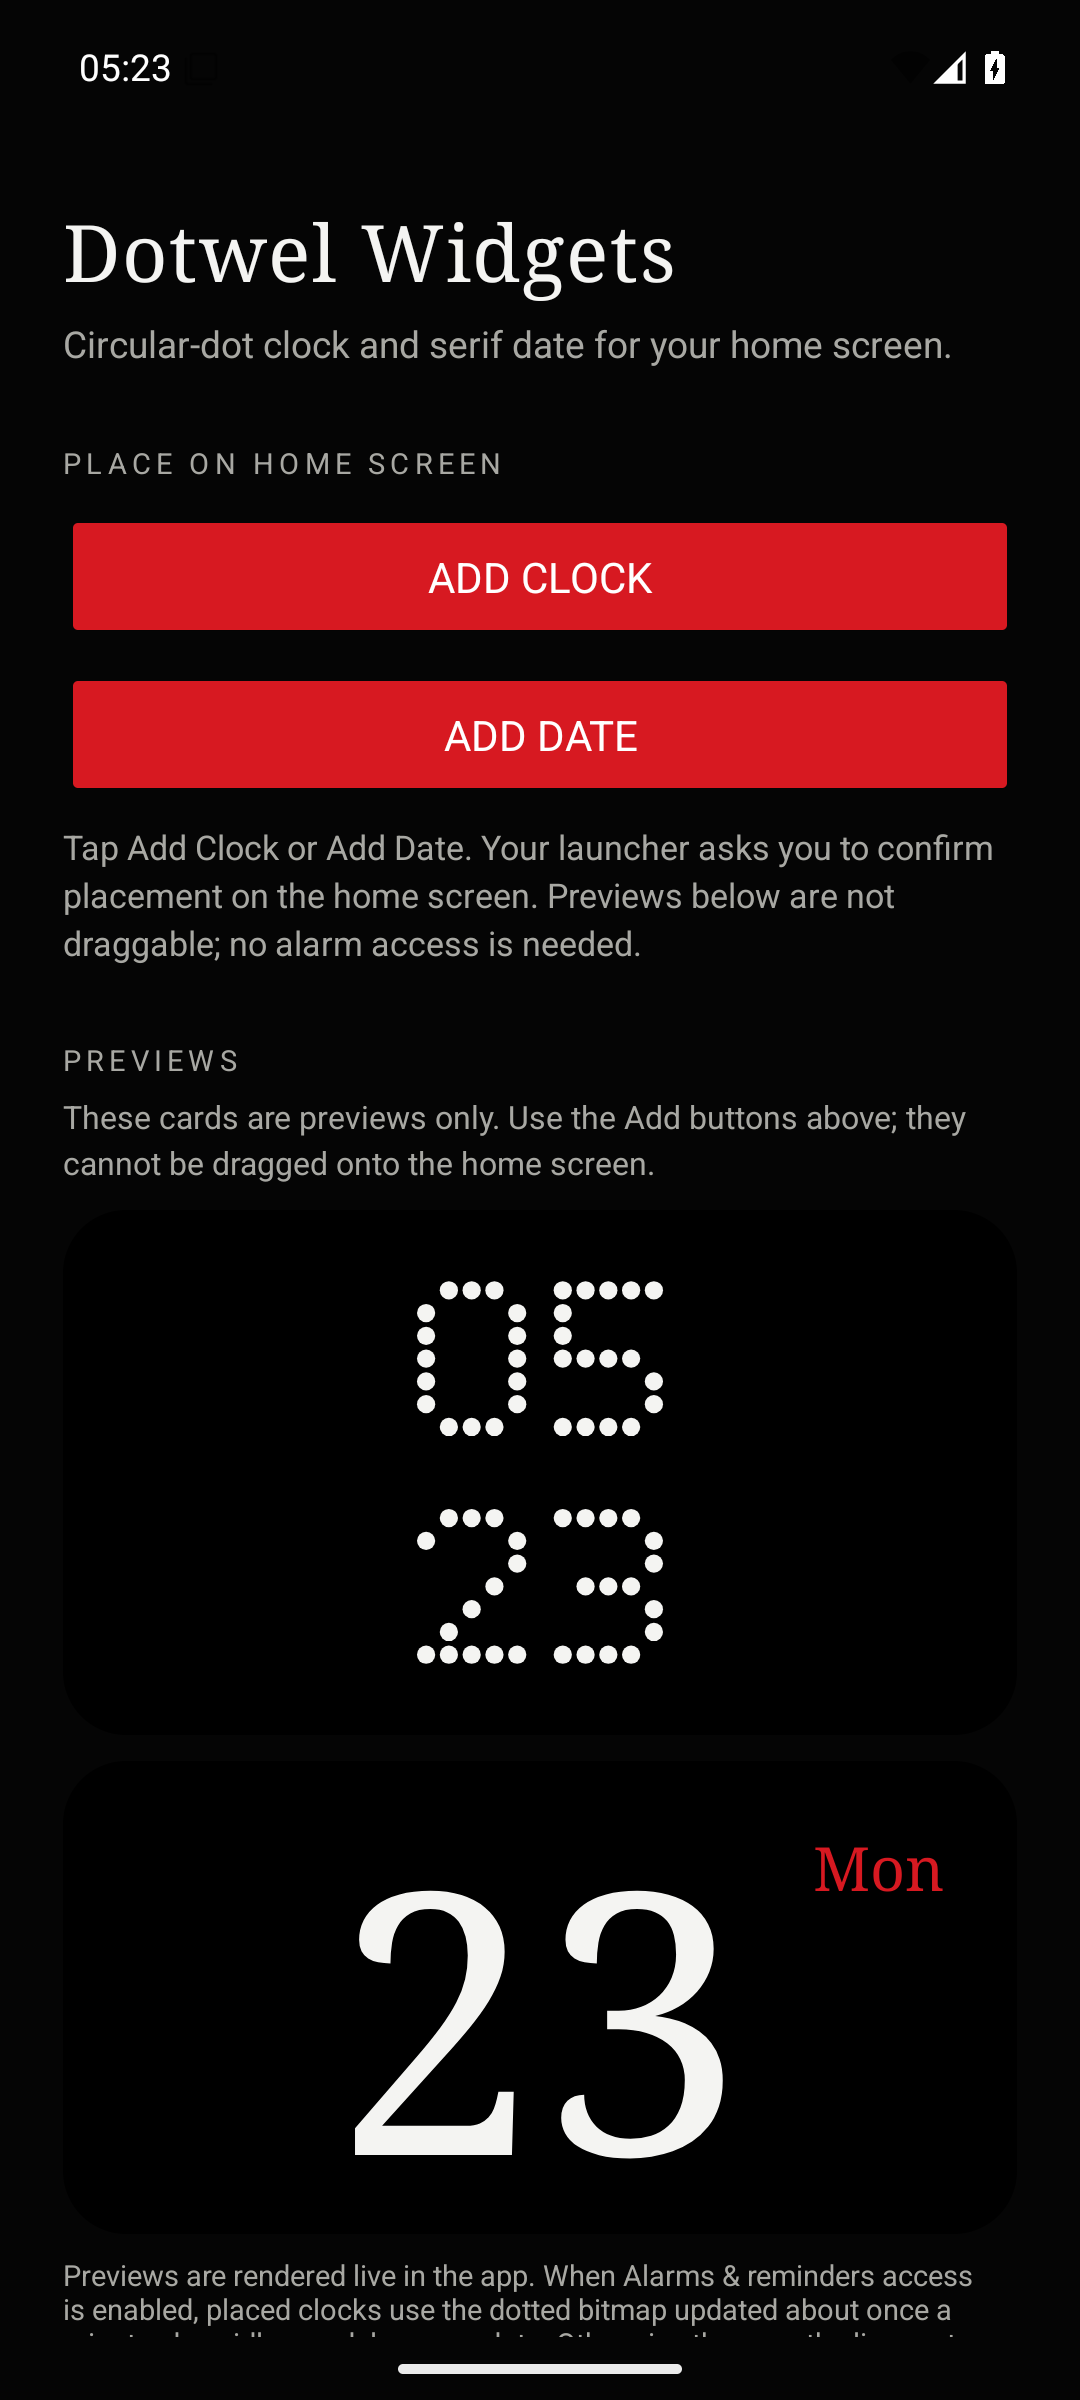 05:23
Dotwel Widgets
Circular-dot clock and serif date for your home screen.
PLACE ON HOME SCREEN
ADD CLOCK
ADD DATE
Tap Add Clock or Add Date. Your launcher asks you to confirm
placement on the home screen. Previews below are not
draggable; no alarm access is needed.
PREVIEWS
These cards are previews only. Use the Add buttons above; they
cannot be dragged onto the home screen.
05
23
Mon
23
Previews are rendered live in the app. When Alarms & reminders access
is enabled, placed clocks use the dotted bitmap updated about once a